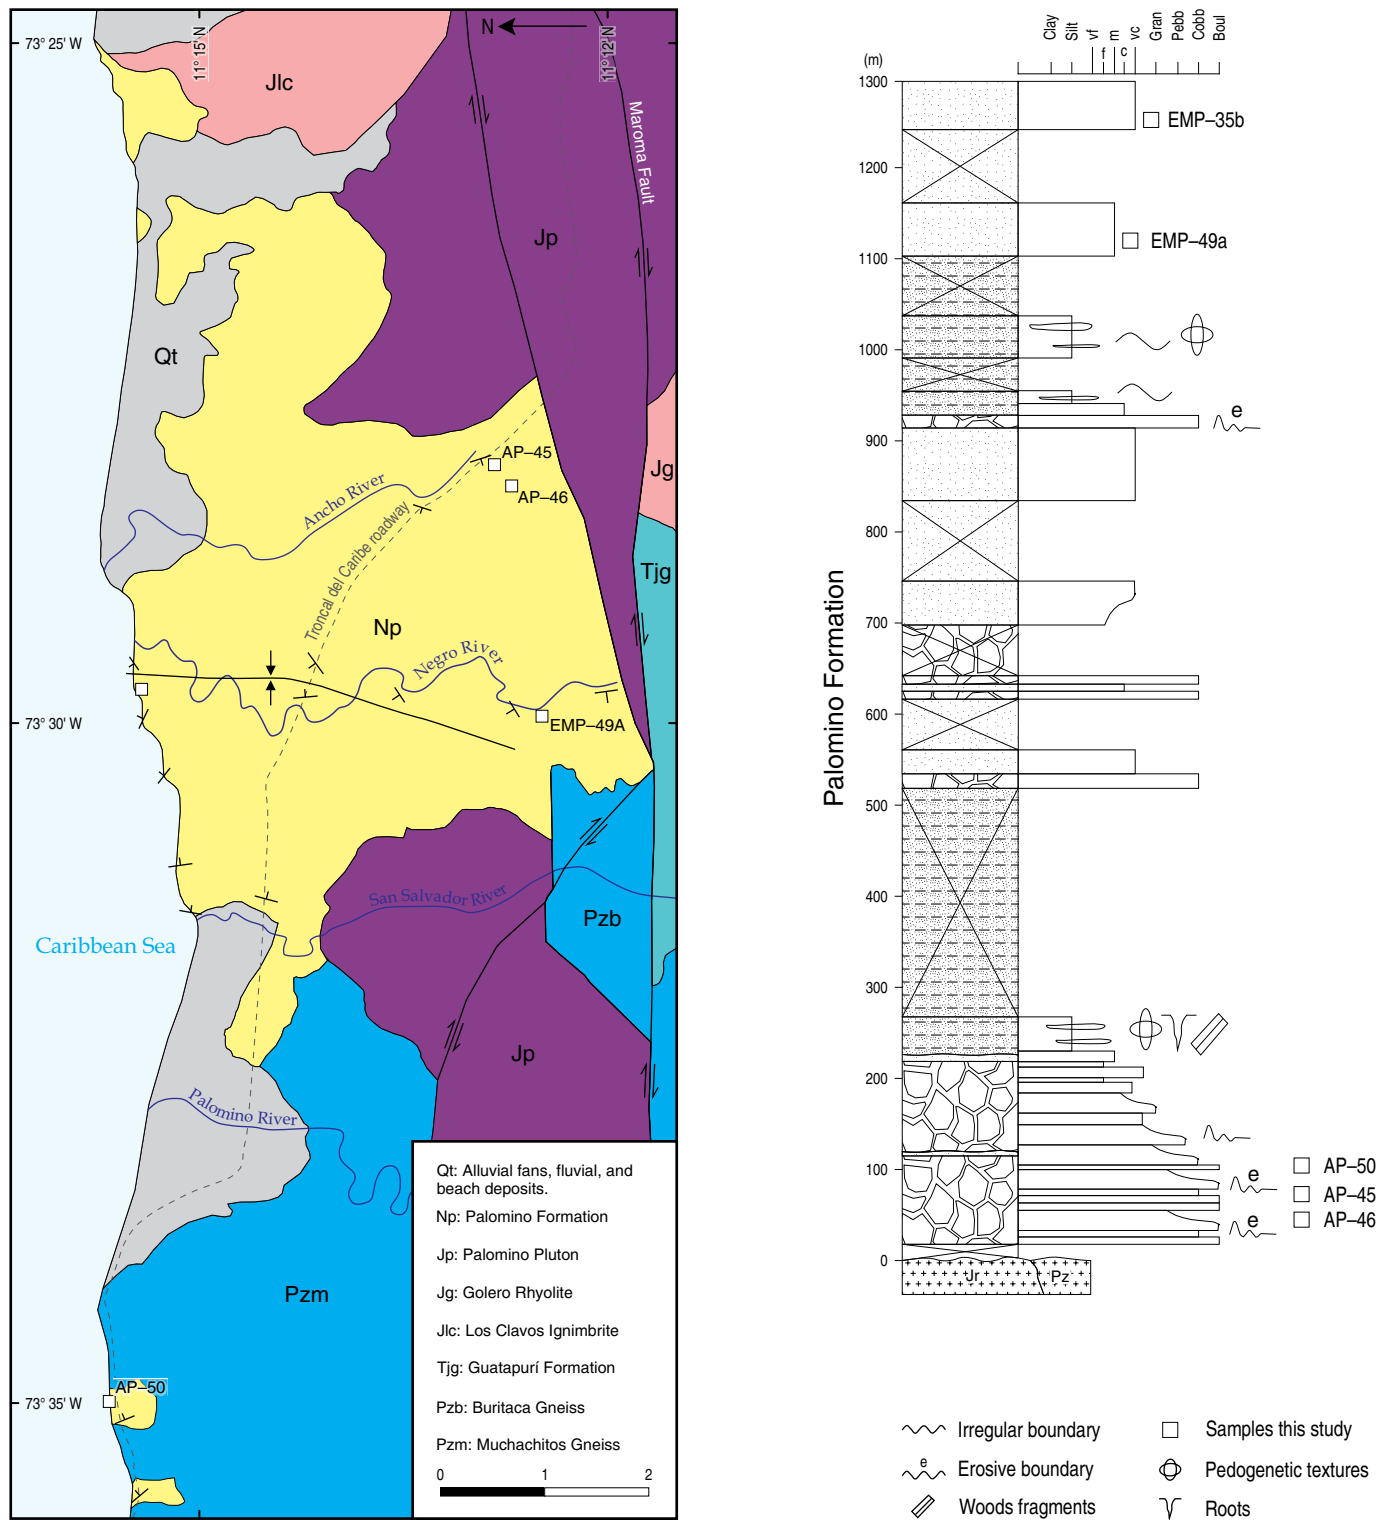 73° 25' W
11° 15' N
N
11° 12' N
Jlc
Maroma Fault
Jp
Qt
Jg
AP–45
AP–46
Ancho River
Troncal del Caribe roadway
Tjg
Np
Negro River
73° 30' W
EMP–49A
San Salvador River
Pzb
Caribbean Sea
Jp
Palomino River
Pzm
73° 35' W
AP–50
Qt: Alluvial fans, fluvial, and
beach deposits.
Np: Palomino Formation
Jp: Palomino Pluton
Jg: Golero Rhyolite
Jlc: Los Clavos Ignimbrite
Tjg: Guatapurí Formation
Pzb: Buritaca Gneiss
Pzm: Muchachitos Gneiss
0 1 2
(m)
Clay Silt vf f m c vc Gran Pebb Cobb Boul
1300
EMP–35b
1200
EMP–49a
1100
1000
e
900
800
Palomino Formation
700
600
500
400
300
200
100
AP–50
e
AP–45
AP–46
e
0
Jr Pz
Irregular boundary
Samples this study
e
Erosive boundary
Pedogenetic textures
Woods fragments
Roots